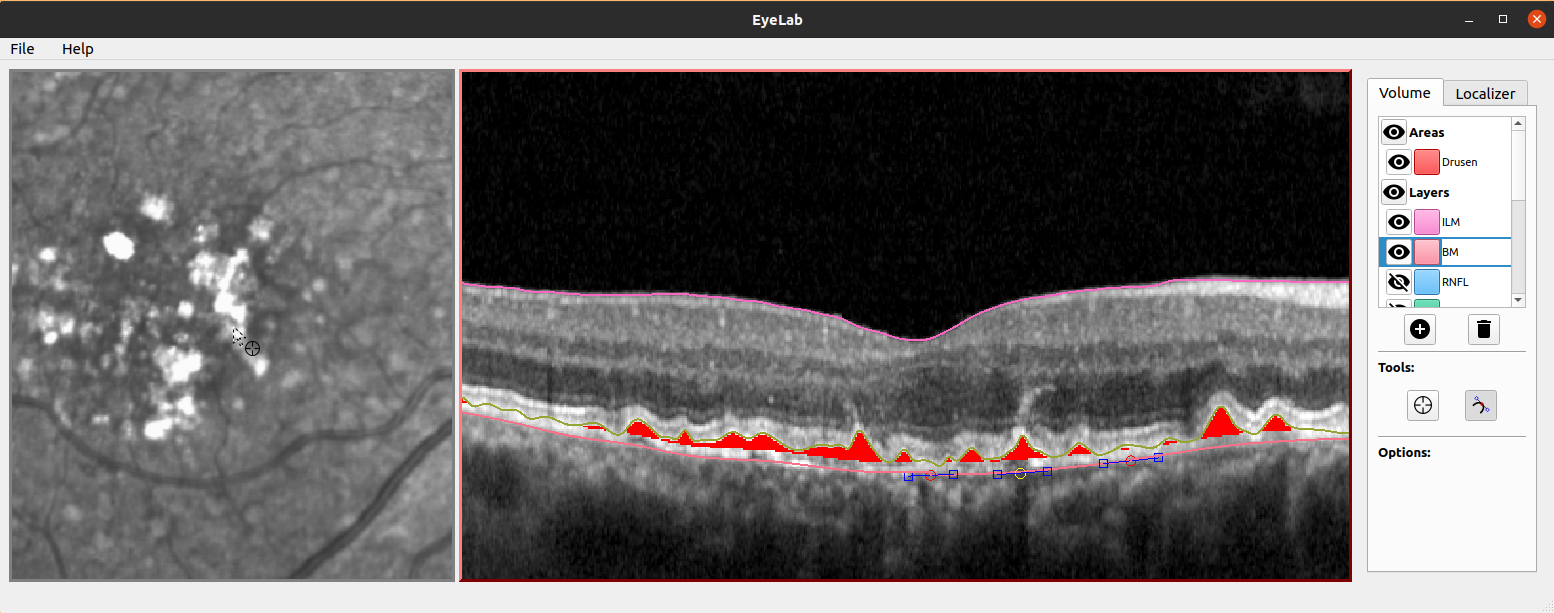 EyeLab
File Help
Volume Localizer
Areas
Drusen
Layers
ILM
BM
RNFL
Tools:
Options: